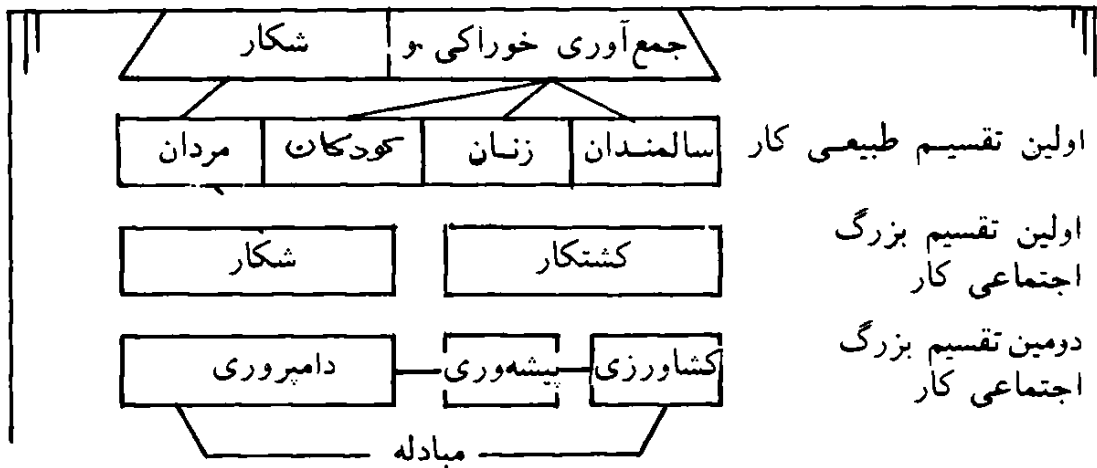 جمع‌آوری خوراکی و شکار
اولین تقسیم طبیعی کار سالمندان زنان کودکان مردان
اولین تقسیم بزرگ
اجتماعی کار
کشتکار شکار
دومین تقسیم بزرگ
اجتماعی کار
کشاورزی پیشه‌وری دامپروری
مبادله